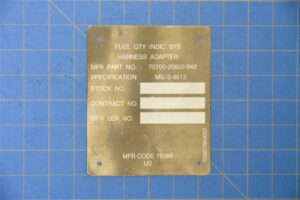 FUEL QTY INDIC SYS
HARNESS ADAPTER
MFR PART NO. - 70700-20602-042
SPECIFICATION MIL-S-8512
STOCK NO.
CONTRACT NO.
MFR SER NO.
MFR CODE 78286
US